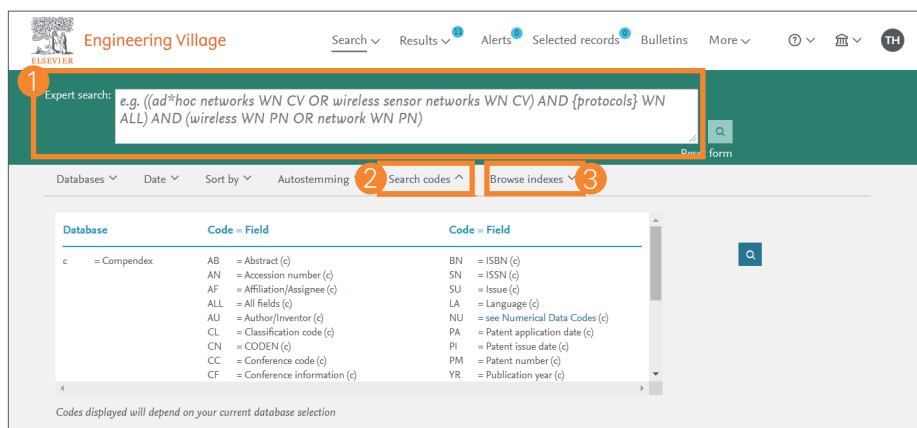 ELSEVIER
Engineering Village
Search Results 12 Alerts 0 Selected records 0 Bulletins More ? TH
1
Expert search:
e.g. ((ad*hoc networks WN CV OR wireless sensor networks WN CV) AND {protocols} WN
ALL) AND (wireless WN PN OR network WN PN)
Reset form
Databases Date Sort by Autostemming 2 Search codes Browse indexes 3
Database Code = Field Code = Field
c = Compendex AB = Abstract (c) BN = ISBN (c)
AN = Accession number (c) SN = ISSN (c)
AF = Affiliation/Assignee (c) SU = Issue (c)
ALL = All fields (c) LA = Language (c)
AU = Author/Inventor (c) NU = see Numerical Data Codes (c)
CL = Classification code (c) PA = Patent application date (c)
CN = CODEN (c) PI = Patent issue date (c)
CC = Conference code (c) PM = Patent number (c)
CF = Conference information (c) YR = Publication year (c)
Codes displayed will depend on your current database selection